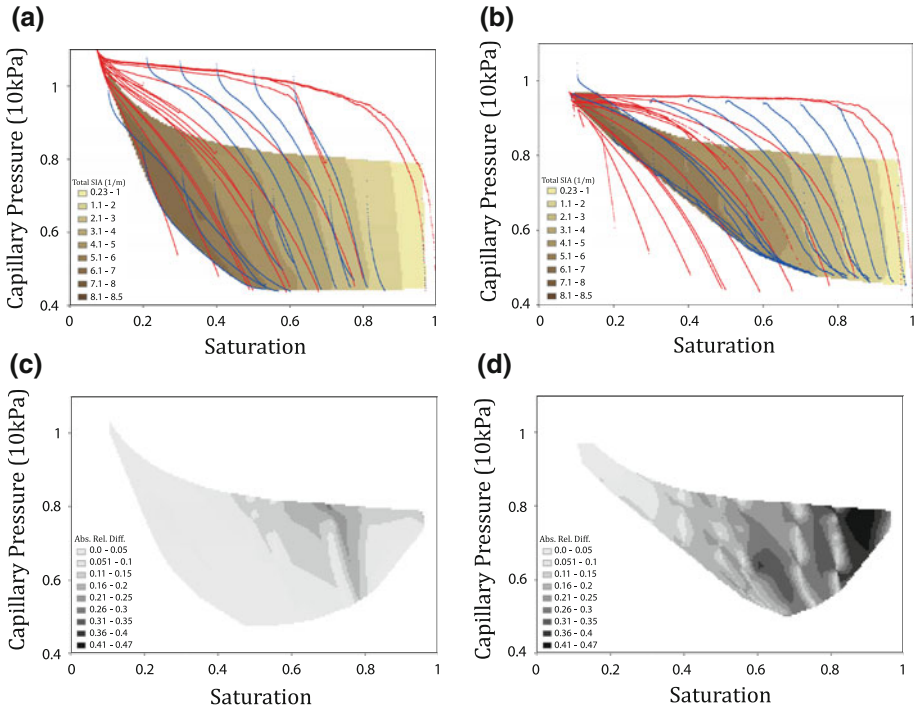 (a)
Capillary Pressure (10kPa)
1
0.8
0.6
0.4
Total SIA (1/m)
0.23 - 1
1.1 - 2
2.1 - 3
3.1 - 4
4.1 - 5
5.1 - 6
6.1 - 7
7.1 - 8
8.1 - 8.5
0 0.2 0.4 0.6 0.8 1
Saturation
(b)
Capillary Pressure (10kPa)
1
0.8
0.6
0.4
Total SIA (1/m)
0.23 - 1
1.1 - 2
2.1 - 3
3.1 - 4
4.1 - 5
5.1 - 6
6.1 - 7
7.1 - 8
8.1 - 8.5
0 0.2 0.4 0.6 0.8 1
Saturation
(c)
Capillary Pressure (10kPa)
1
0.8
0.6
0.4
Abs. Rel. Diff.
0.0 - 0.05
0.051 - 0.1
0.11 - 0.15
0.16 - 0.2
0.21 - 0.25
0.26 - 0.3
0.31 - 0.35
0.36 - 0.4
0.41 - 0.47
0 0.2 0.4 0.6 0.8 1
Saturation
(d)
Capillary Pressure (10kPa)
1
0.8
0.6
0.4
Abs. Rel. Diff.
0.0 - 0.05
0.051 - 0.1
0.11 - 0.15
0.16 - 0.2
0.21 - 0.25
0.26 - 0.3
0.31 - 0.35
0.36 - 0.4
0.41 - 0.47
0 0.2 0.4 0.6 0.8 1
Saturation